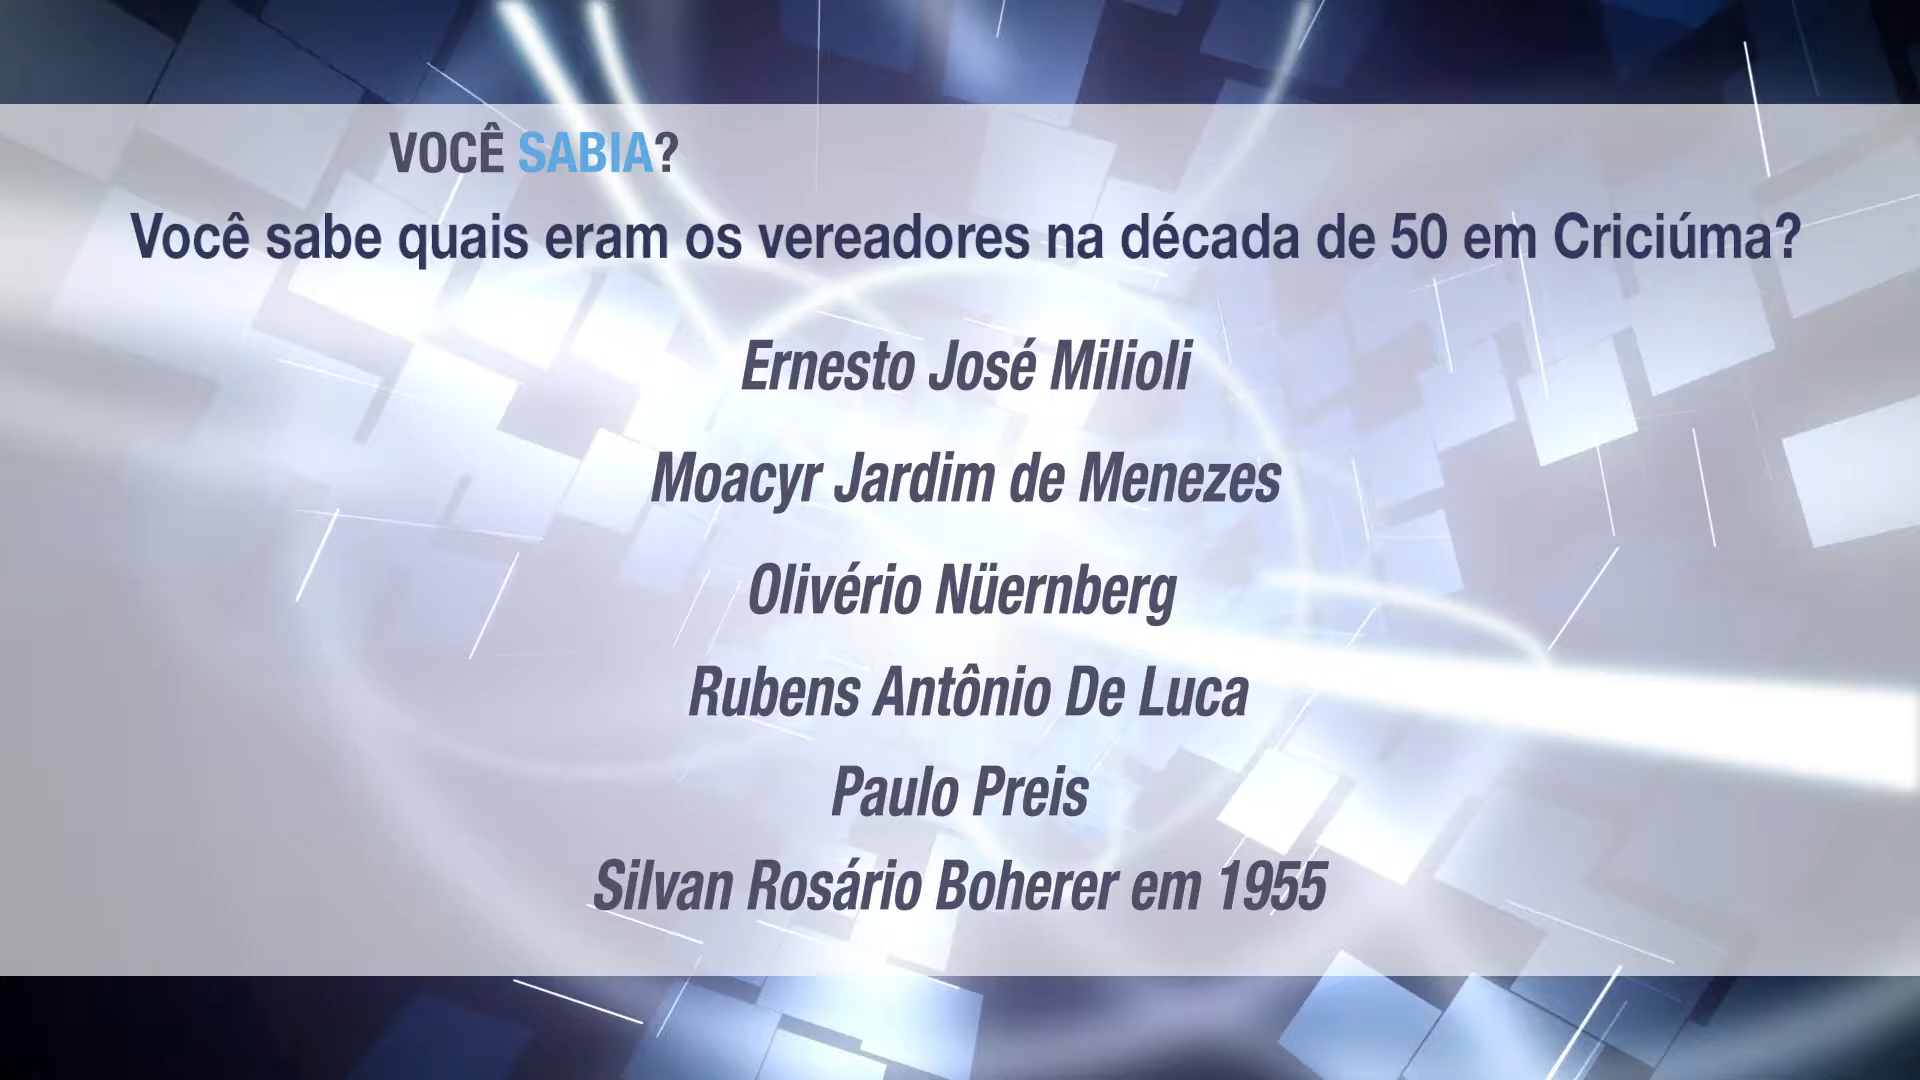 VOCÊ SABIA?
Você sabe quais eram os vereadores na década de 50 em Criciúma?
Ernesto José Milioli
Moacyr Jardim de Menezes
Olivério Nüernberg
Rubens Antônio De Luca
Paulo Preis
Silvan Rosário Boherer em 1955